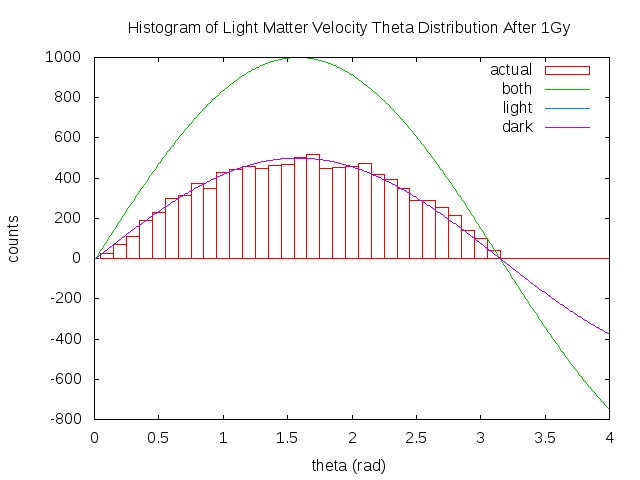 Histogram of Light Matter Velocity Theta Distribution After 1Gy
1000
800
600
400
200
0
-200
-400
-600
-800
counts
actual
both
light
dark
0 0.5 1 1.5 2 2.5 3 3.5 4
theta (rad)